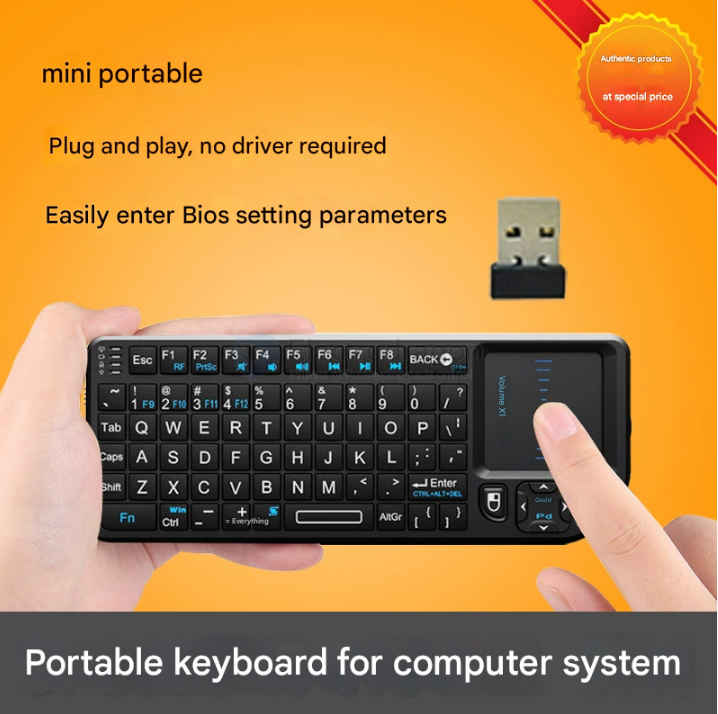 Authentic products
at special price
mini portable
Plug and play, no driver required
Easily enter Bios setting parameters
Esc F1 RF F2 PrtSc F3 F4 F5 F6 F7 F8 BACK
~ ` ! 1 F9 @ 2 F10 # 3 F11 $ 4 F12 % 5 ^ 6 & 7 * 8 ( 9 ) 0 ? /
Tab Q W E R T Y U I O P \ |
Caps A S D F G H J K L ; : , "
Shift Z X C V B N M , < . > Enter CTRL+ALT+DEL
Fn Win Ctrl _ - + = Everything AltGr { [ } ]
Volume X1
Could
Pd
Portable keyboard for computer system